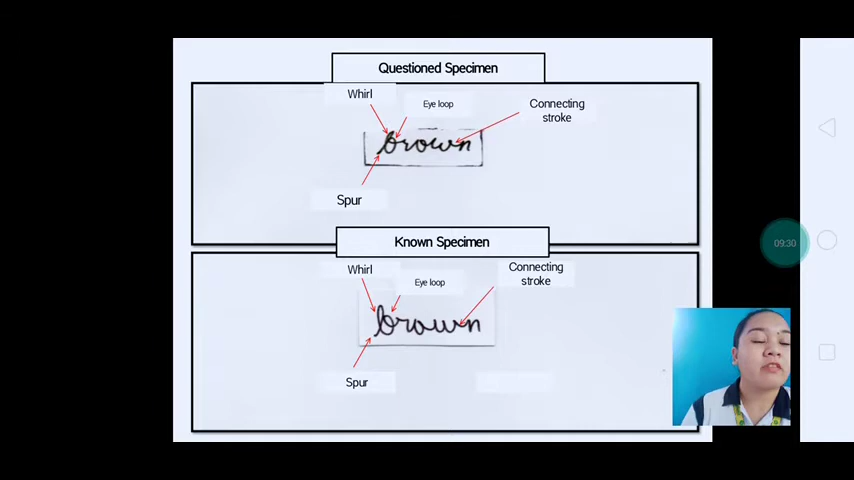 Questioned Specimen
Whirl
Eye loop
Connecting
stroke
brown
Spur
Known Specimen
Whirl
Eye loop
Connecting
stroke
brown
Spur
09:30